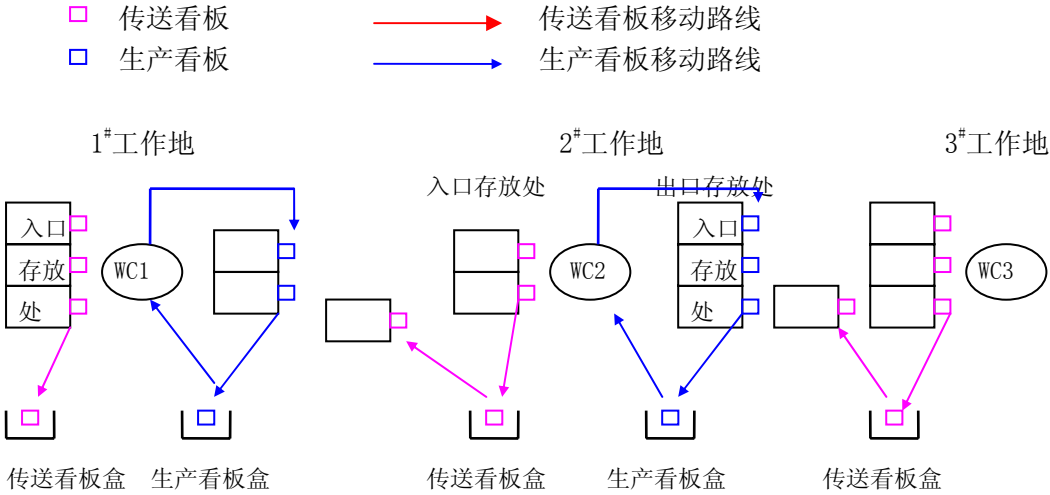 传送看板 传送看板移动路线
生产看板 生产看板移动路线
1#工作地 2#工作地 3#工作地
入口存放处 出口存放处
入口 入口
存放 WC1 WC2 存放 WC3
处 处
传送看板盒 生产看板盒 传送看板盒 生产看板盒 传送看板盒